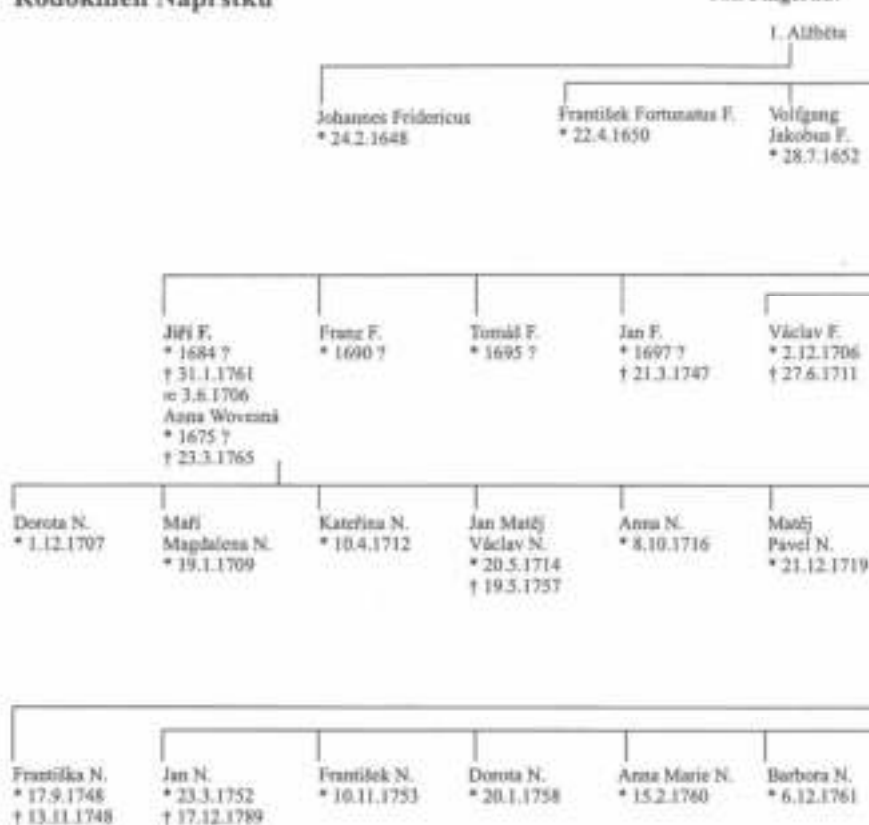 1. Alžběta
Johannes Fridericus
* 24.2.1648
František Fortunatus F.
* 22.4.1650
Volfgang
Jakobus F.
* 28.7.1652
Jiří F.
* 1684 ?
† 31.1.1761
∞ 3.6.1706
Anna Wovesná
* 1675 ?
† 23.3.1765
Franz F.
* 1690 ?
Tomáš F.
* 1695 ?
Jan F.
* 1697 ?
† 21.3.1747
Václav F.
* 2.12.1706
† 27.6.1711
Dorota N.
* 1.12.1707
Maří
Magdalena N.
* 19.1.1709
Kateřina N.
* 10.4.1712
Jan Matěj
Václav N.
* 20.5.1714
† 19.5.1757
Anna N.
* 8.10.1716
Matěj
Pavel N.
* 21.12.1719
Františka N.
* 17.9.1748
† 13.11.1748
Jan N.
* 23.3.1752
† 17.12.1789
František N.
* 10.11.1753
Dorota N.
* 20.1.1758
Anna Marie N.
* 15.2.1760
Barbora N.
* 6.12.1761